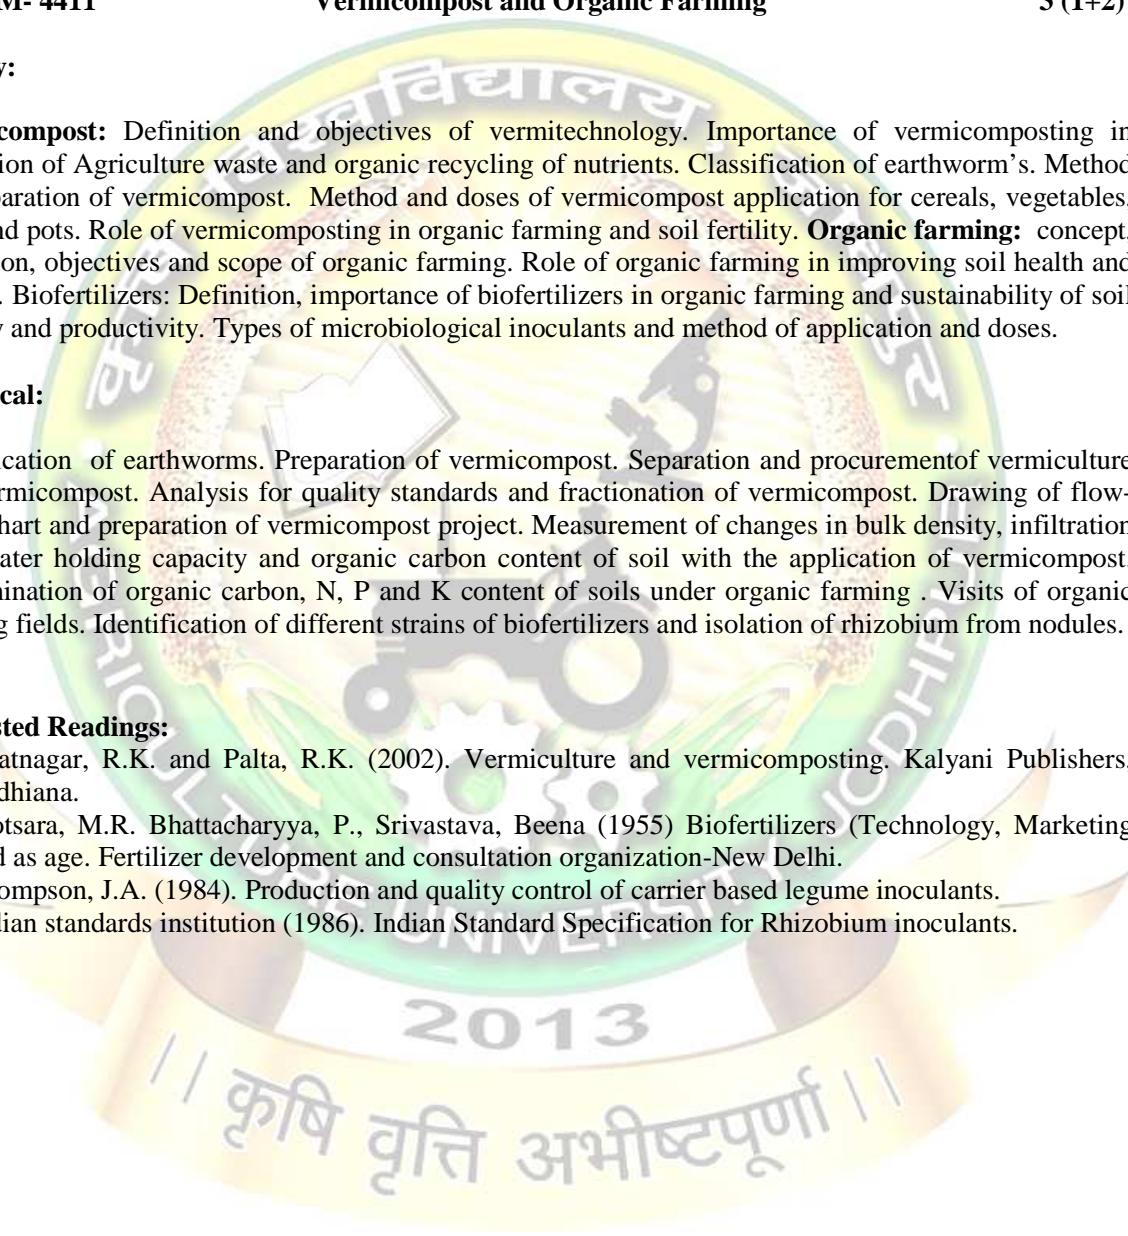 M- 4411 Vermicompost and Organic Farming 3 (1+2)
y:
compost: Definition and objectives of vermitechnology. Importance of vermicomposting in
tion of Agriculture waste and organic recycling of nutrients. Classification of earthworm's. Method
paration of vermicompost. Method and doses of vermicompost application for cereals, vegetables,
nd pots. Role of vermicomposting in organic farming and soil fertility. Organic farming: concept,
on, objectives and scope of organic farming. Role of organic farming in improving soil health and
. Biofertilizers: Definition, importance of biofertilizers in organic farming and sustainability of soil
y and productivity. Types of microbiological inoculants and method of application and doses.
cal:
ication of earthworms. Preparation of vermicompost. Separation and procurementof vermiculture
rmicompost. Analysis for quality standards and fractionation of vermicompost. Drawing of flow-
hart and preparation of vermicompost project. Measurement of changes in bulk density, infiltration
ater holding capacity and organic carbon content of soil with the application of vermicompost,
nination of organic carbon, N, P and K content of soils under organic farming . Visits of organic
g fields. Identification of different strains of biofertilizers and isolation of rhizobium from nodules.
sted Readings:
atnagar, R.K. and Palta, R.K. (2002). Vermiculture and vermicomposting. Kalyani Publishers,
dhiana.
otsara, M.R. Bhattacharyya, P., Srivastava, Beena (1955) Biofertilizers (Technology, Marketing
d as age. Fertilizer development and consultation organization-New Delhi.
ompson, J.A. (1984). Production and quality control of carrier based legume inoculants.
dian standards institution (1986). Indian Standard Specification for Rhizobium inoculants.
कृषि विश्वविद्यालय, जोधपुर
AGRICULTURE UNIVERSITY, JODHPUR
2013
|| कृषि वृत्ति अभीष्टपूर्णा ||